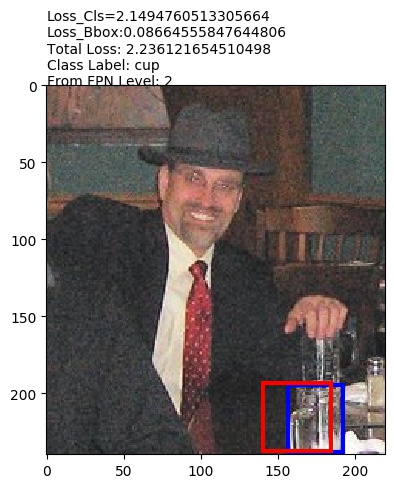 Loss_Cls=2.1494760513305664
Loss_Bbox:0.08664555847644806
Total Loss: 2.236121654510498
Class Label: cup
From FPN Level: 2
0
50
100
150
200
0 50 100 150 200